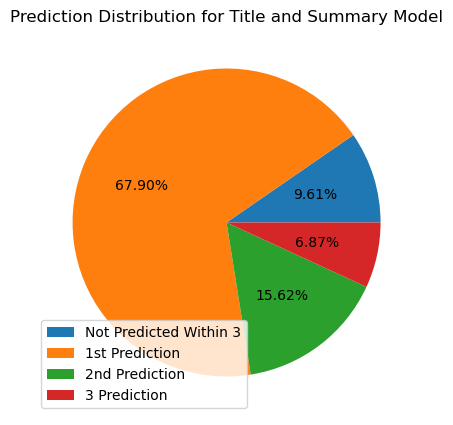 Prediction Distribution for Title and Summary Model
67.90%
9.61%
6.87%
15.62%
Not Predicted Within 3
1st Prediction
2nd Prediction
3 Prediction